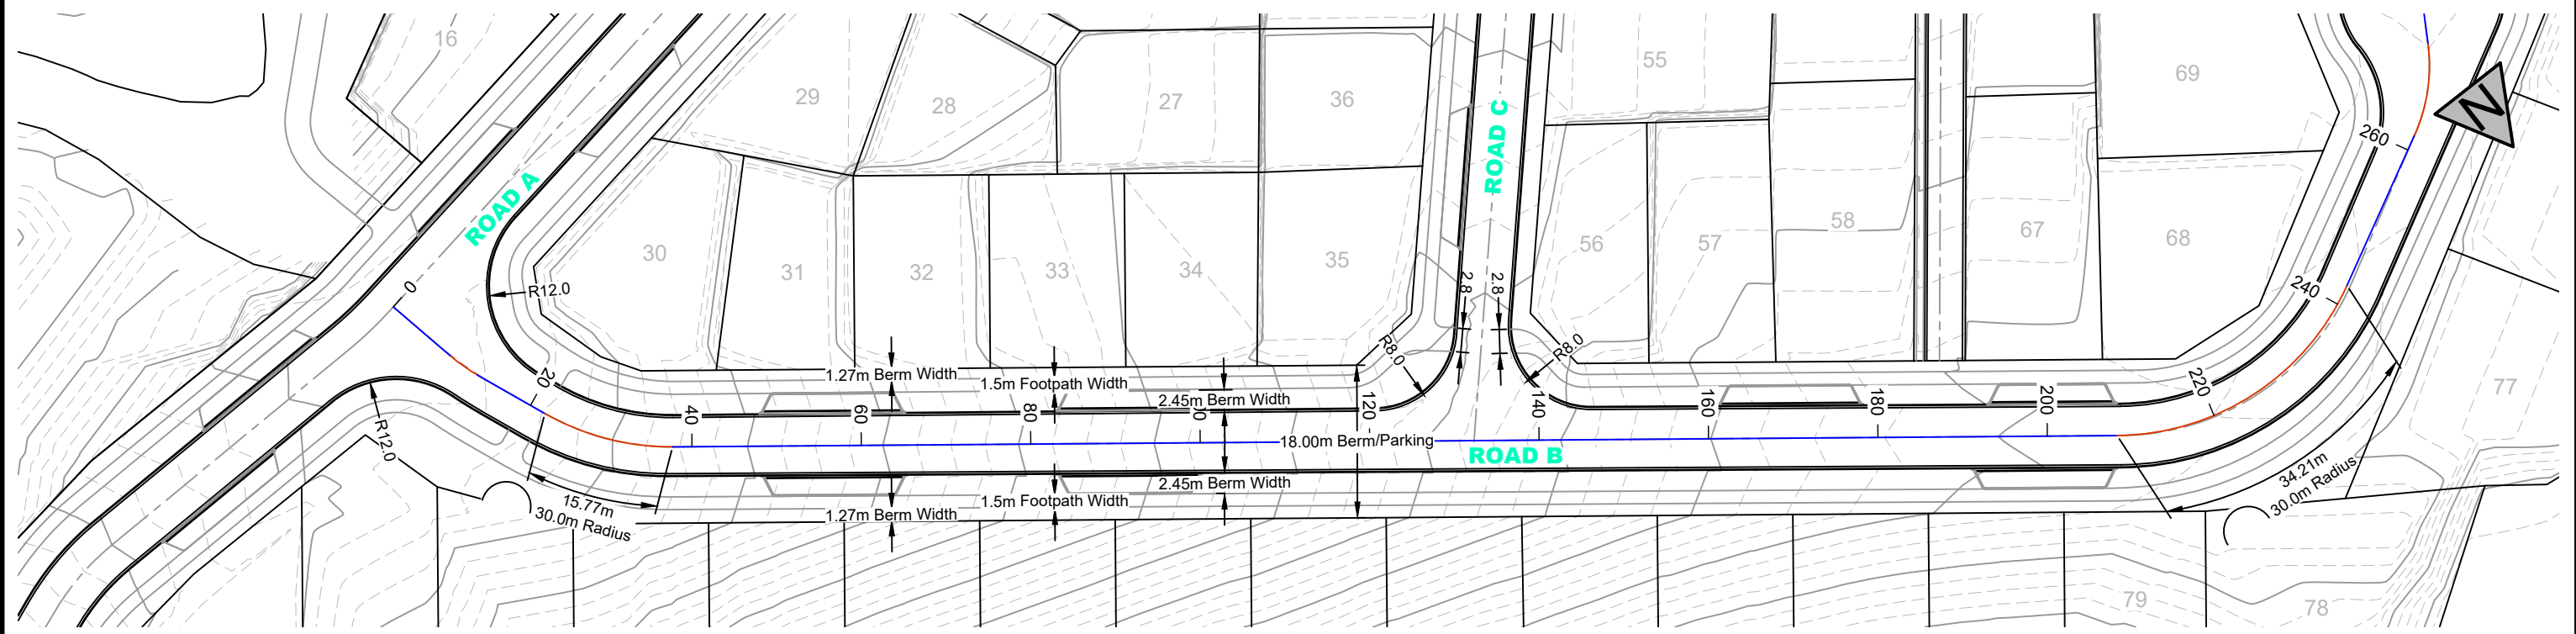 16
29
28
27
36
55
69
N
ROAD A
ROAD C
260
30
31
32
33
34
35
56
57
58
67
68
0
R12.0
2.8
2.8
240
R8.0
R8.0
20
1.27m Berm Width
1.5m Footpath Width
2.45m Berm Width
220
77
40
60
80
120
140
160
180
200
R12.0
18.00m Berm/Parking
ROAD B
15.77m
30.0m Radius
1.27m Berm Width
1.5m Footpath Width
2.45m Berm Width
34.21m
30.0m Radius
79
78